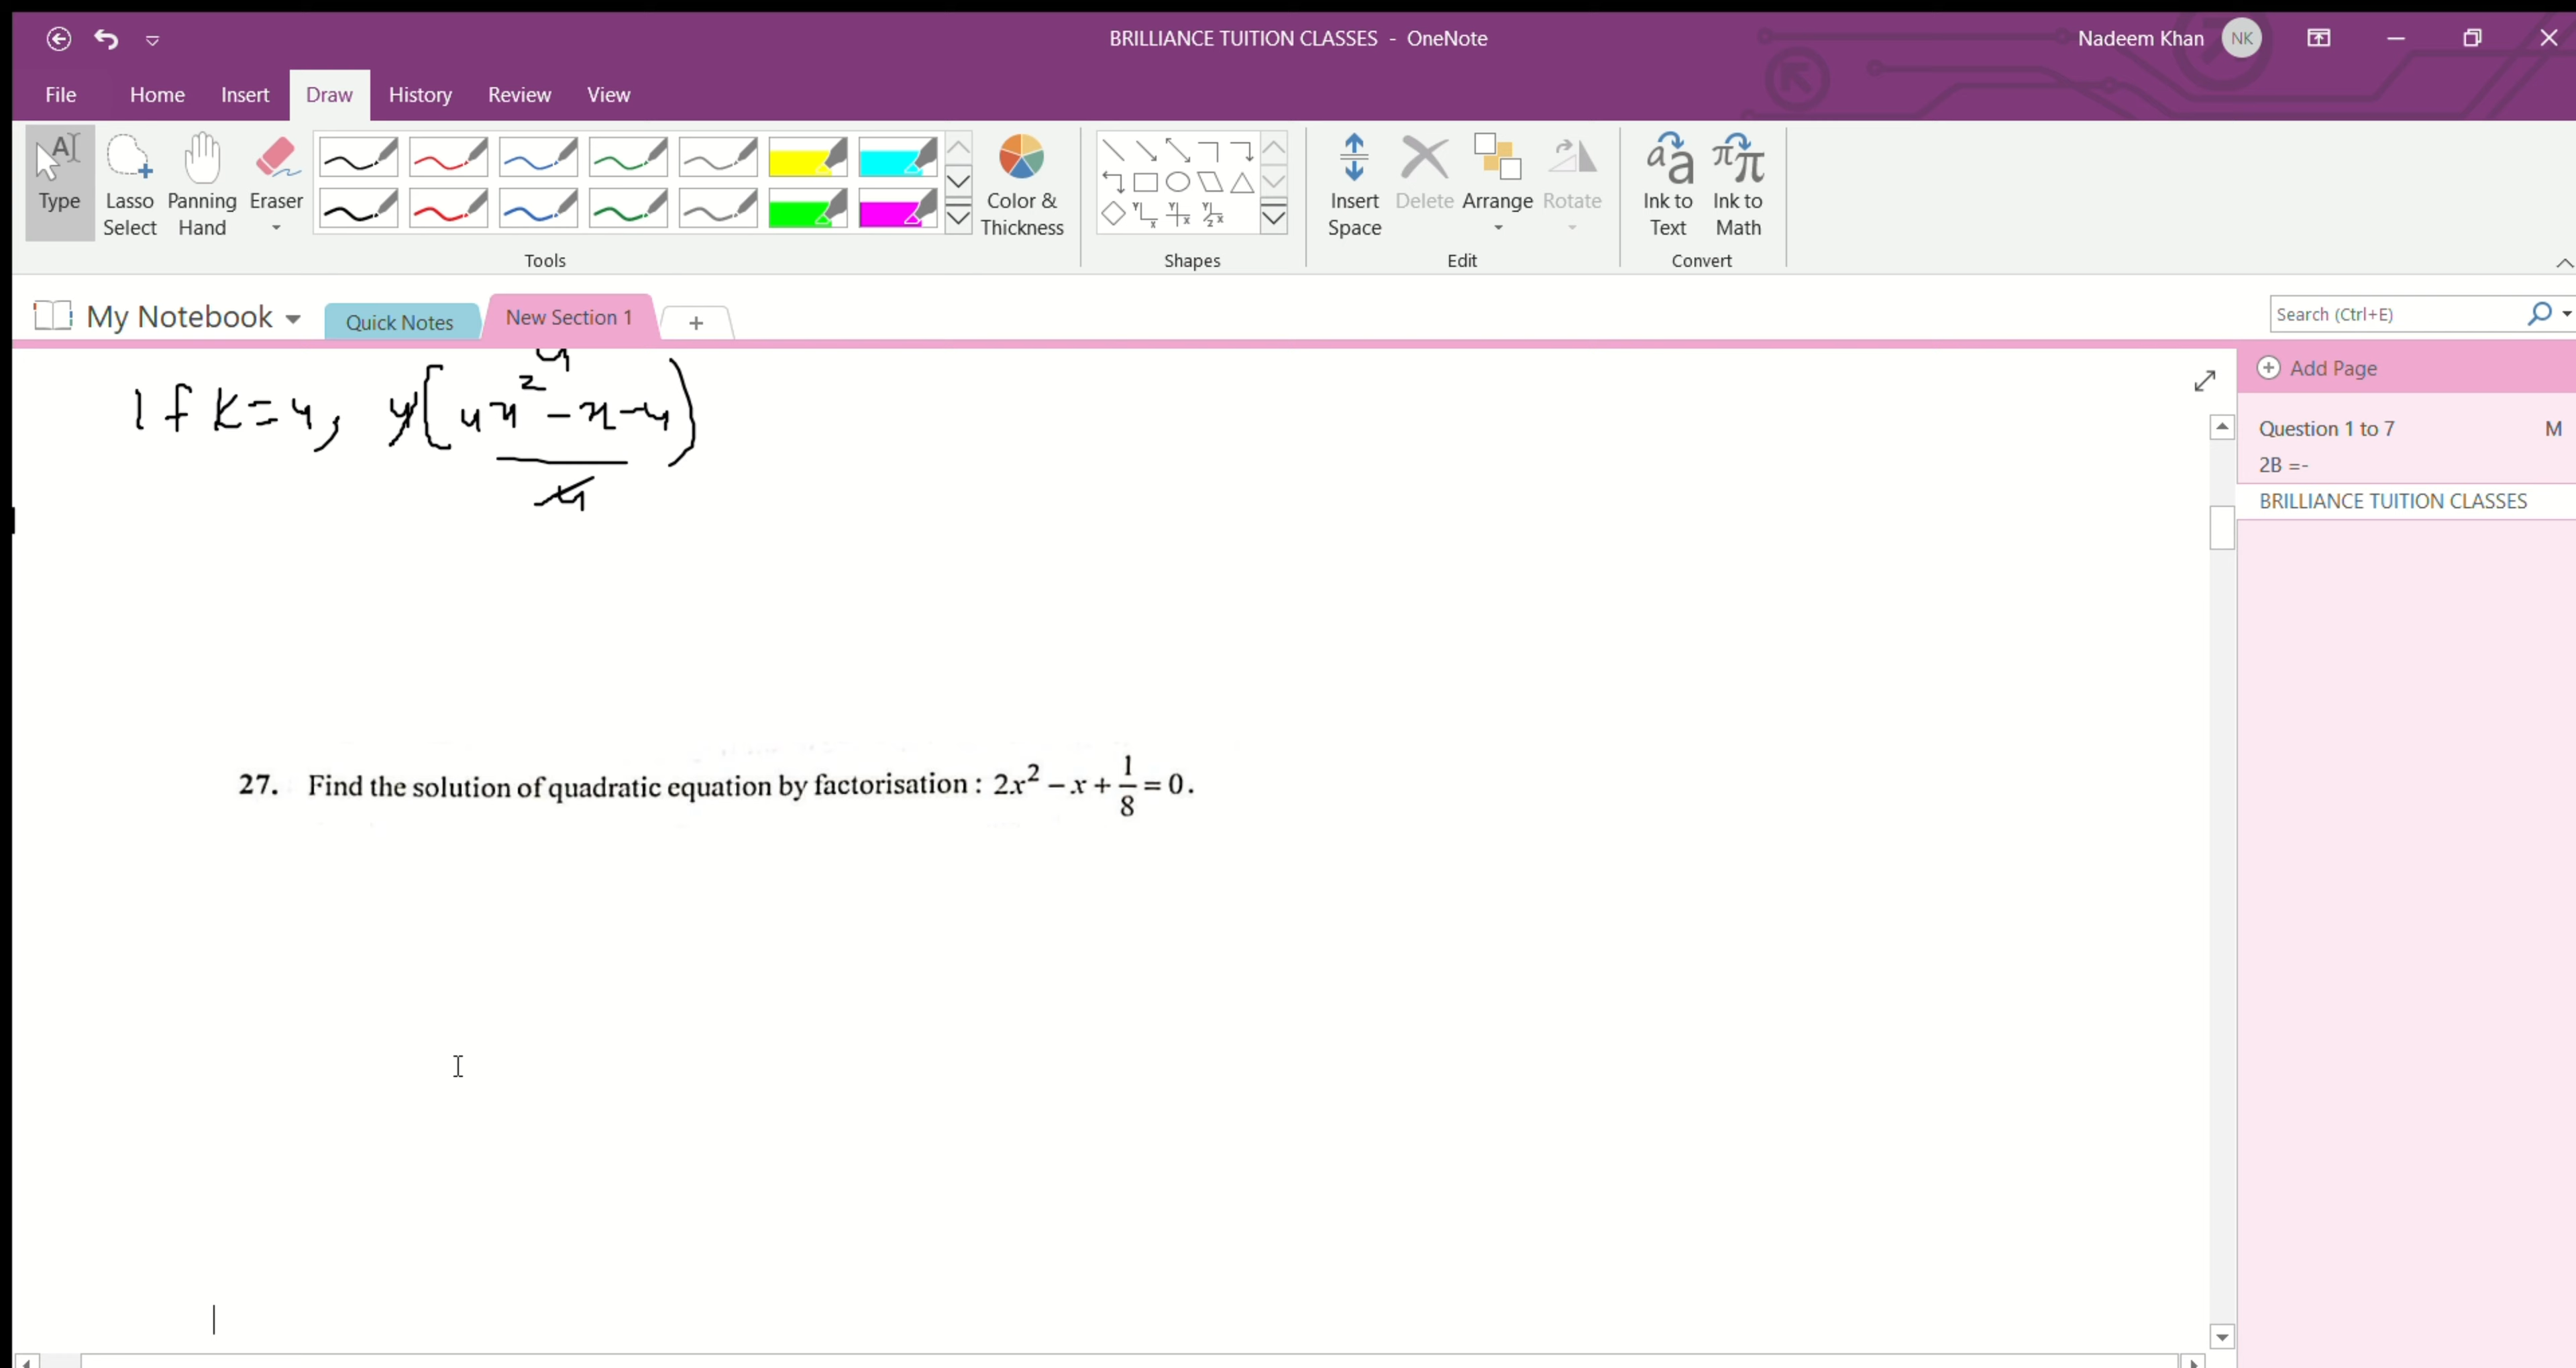 BRILLIANCE TUITION CLASSES - OneNote
Nadeem Khan NK
File Home Insert Draw History Review View
Type
Lasso Select
Panning Hand
Eraser
Color & Thickness
Insert Space
Delete
Arrange
Rotate
Ink to Text
Ink to Math
Tools Shapes Edit Convert
My Notebook Quick Notes New Section 1 +
Search (Ctrl+E)
Add Page
Question 1 to 7 M
2B =-
BRILLIANCE TUITION CLASSES
If K=4, 4(4x² - x - 4)
4
27. Find the solution of quadratic equation by factorisation : 2x² − x + 1/8 = 0.